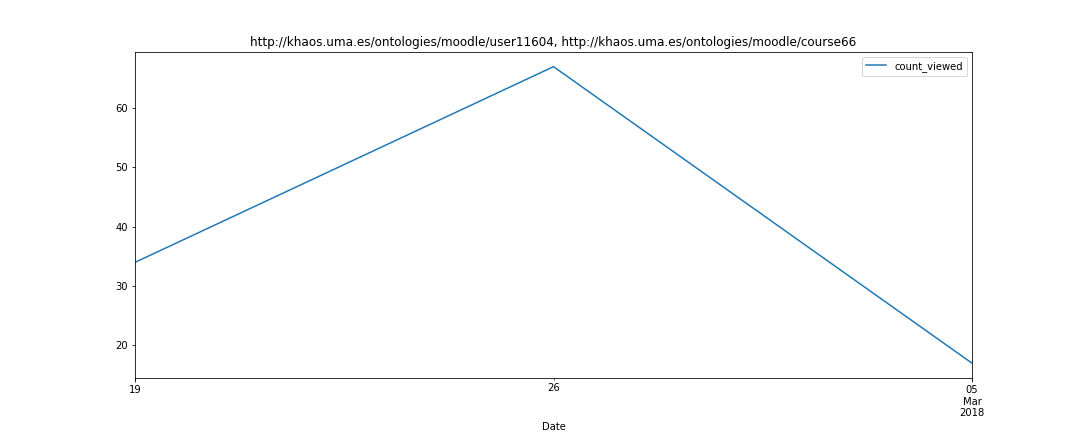 http://khaos.uma.es/ontologies/moodle/user11604, http://khaos.uma.es/ontologies/moodle/course66
count_viewed
60
50
40
30
20
19
26
05
Mar
2018
Date